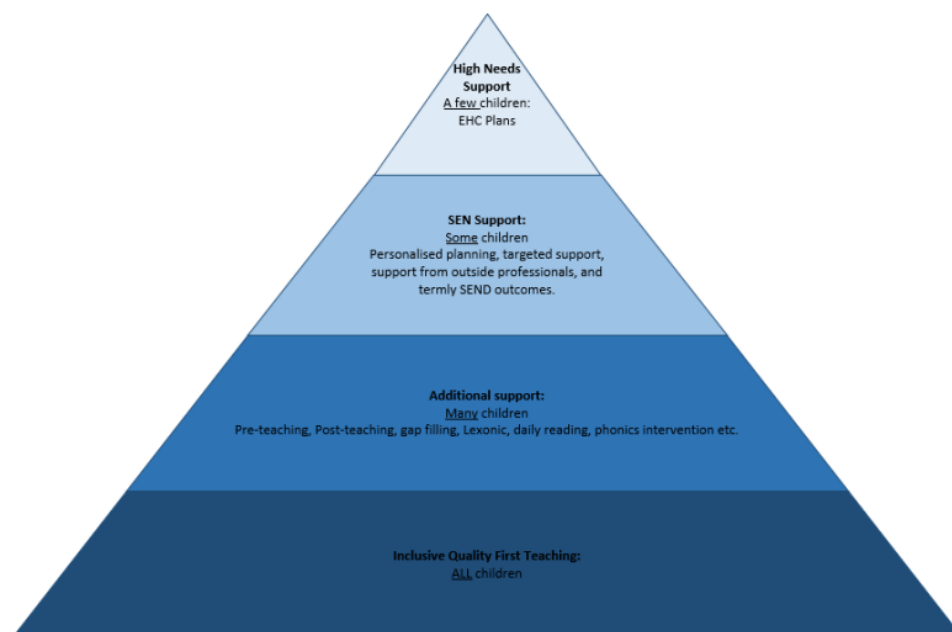 High Needs
Support
A few children:
EHC Plans
SEN Support:
Some children
Personalised planning, targeted support,
support from outside professionals, and
termly SEND outcomes.
Additional support:
Many children
Pre-teaching, Post-teaching, gap filling, Lexonic, daily reading, phonics intervention etc.
Inclusive Quality First Teaching:
ALL children